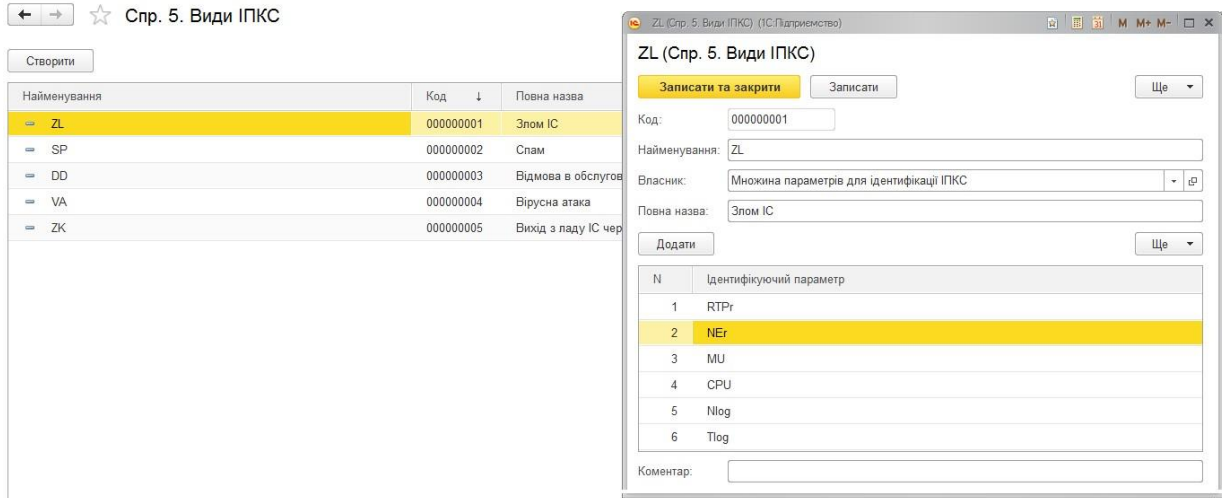 Спр. 5. Види ІПКС
Створити
Найменування Код ↓ Повна назва
ZL 000000001 Злом ІС
SP 000000002 Спам
DD 000000003 Відмова в обслугов
VA 000000004 Вірусна атака
ZK 000000005 Вихід з ладу ІС чер
ZL (Спр. 5. Види ІПКС) (1С:Підприємство) M M+ M-
ZL (Спр. 5. Види ІПКС)
Записати та закрити Записати Ще
Код: 000000001
Найменування: ZL
Власник: Множина параметрів для ідентифікації ІПКС
Повна назва: Злом ІС
Додати Ще
N Ідентифікуючий параметр
1 RTPr
2 NEr
3 MU
4 CPU
5 Nlog
6 Tlog
Коментар: